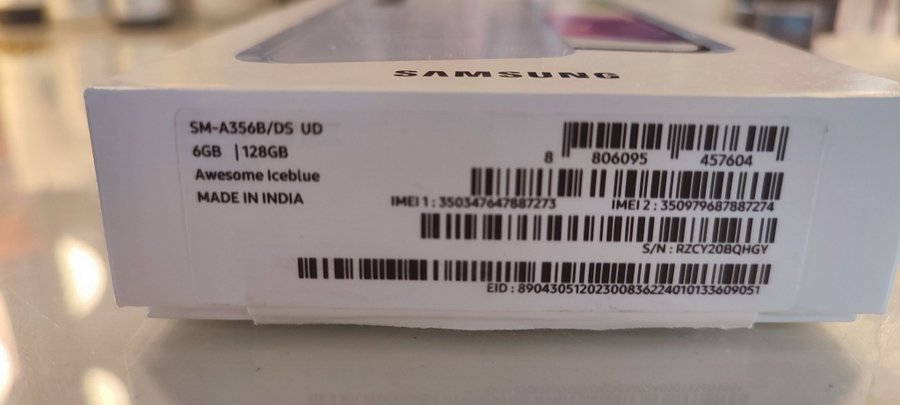 SAMSUNG
SM-A356B/DS UD
6GB | 128GB
Awesome Iceblue
MADE IN INDIA
8 806095 457604
IMEI 1 : 350347647887273
IMEI 2 : 350979687887274
S/N : RZCY20BQHGY
EID : 89043051202300836224010133609051